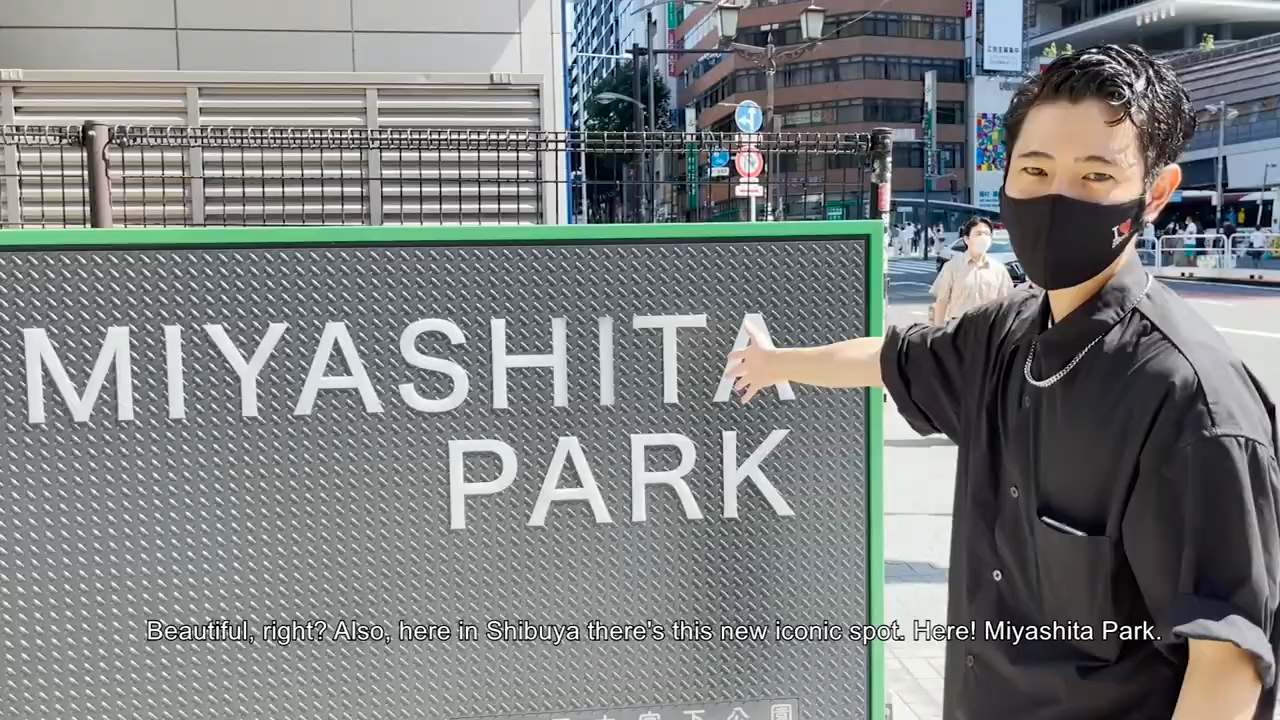 MIYASHITA
PARK
Beautiful, right? Also, here in Shibuya there's this new iconic spot. Here! Miyashita Park.